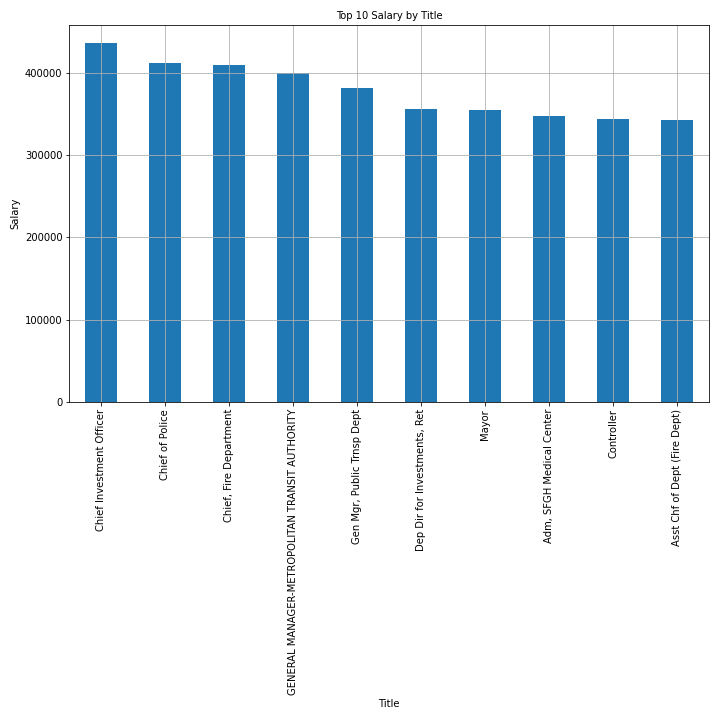 Top 10 Salary by Title
Salary
400000
300000
200000
100000
0
Chief Investment Officer
Chief of Police
Chief, Fire Department
GENERAL MANAGER-METROPOLITAN TRANSIT AUTHORITY
Gen Mgr, Public Trnsp Dept
Dep Dir for Investments, Ret
Mayor
Adm, SFGH Medical Center
Controller
Asst Chf of Dept (Fire Dept)
Title